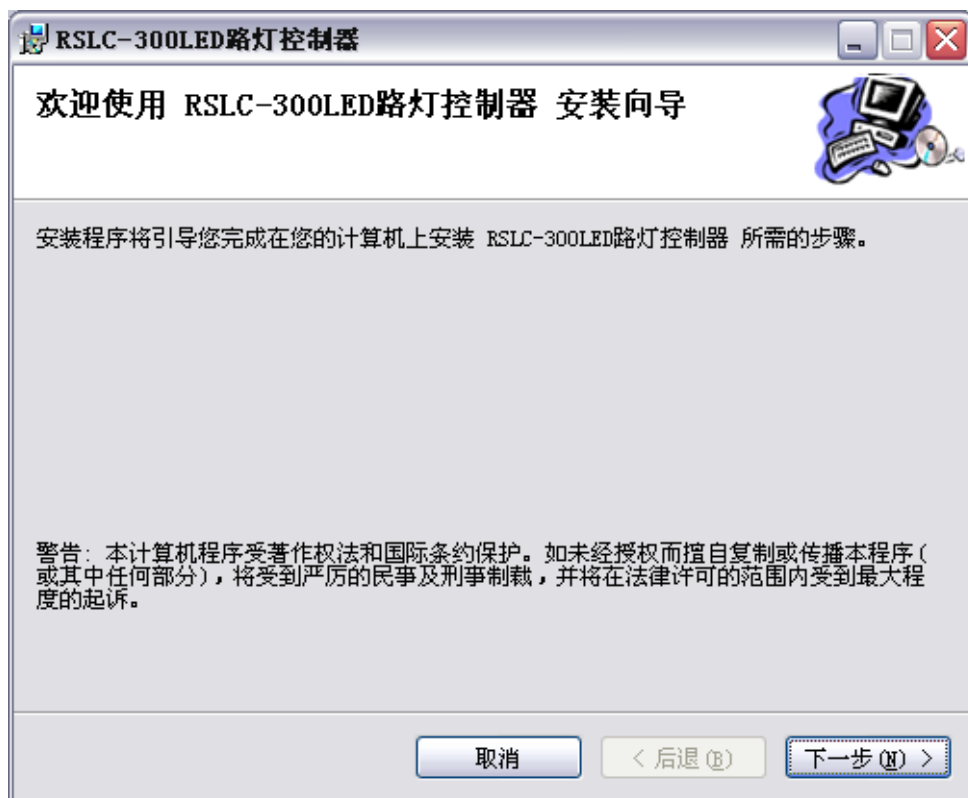 RSLC-300LED路灯控制器
欢迎使用 RSLC-300LED路灯控制器 安装向导
安装程序将引导您完成在您的计算机上安装 RSLC-300LED路灯控制器 所需的步骤。
警告: 本计算机程序受著作权法和国际条约保护。如未经授权而擅自复制或传播本程序(
或其中任何部分),将受到严厉的民事及刑事制裁,并将在法律许可的范围内受到最大程
度的起诉。
取消
< 后退(B)
下一步(N) >